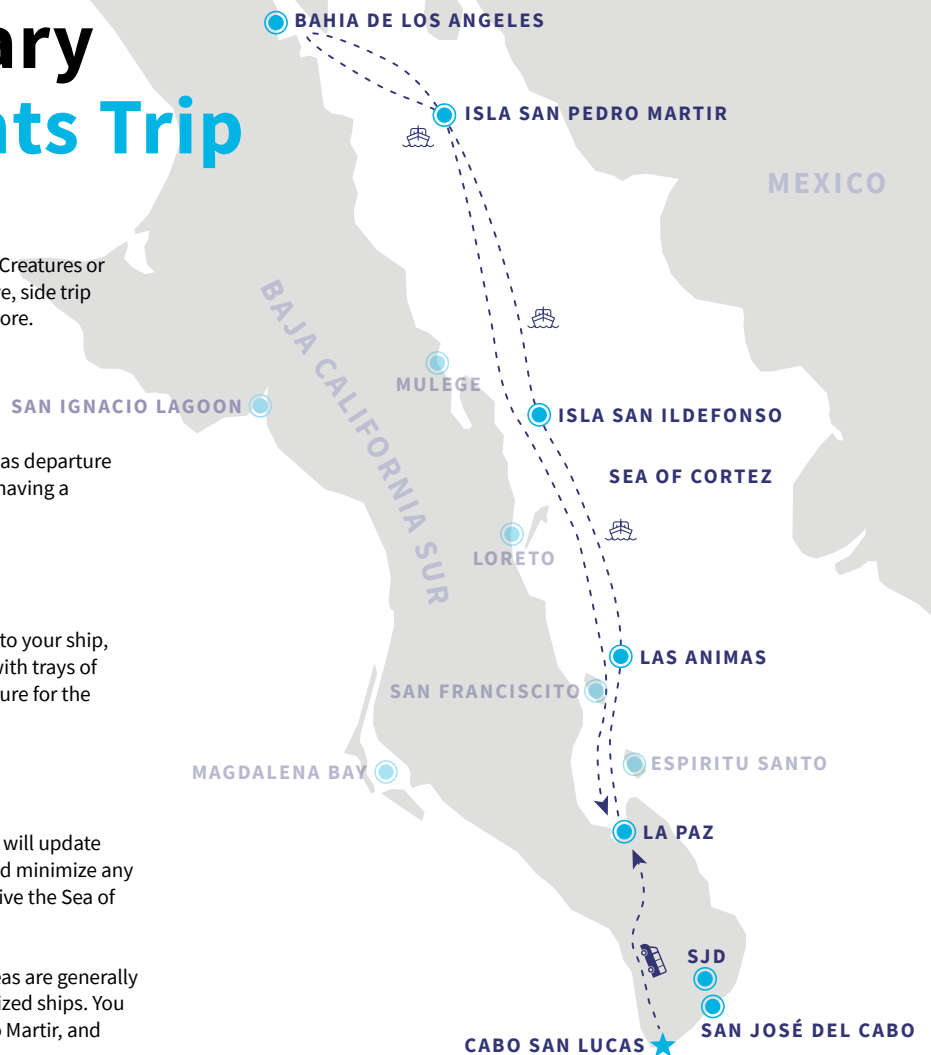 ary
nts Trip
Creatures or
e, side trip
ore.
as departure
having a
to your ship,
with trays of
ure for the
will update
d minimize any
ive the Sea of
eas are generally
ized ships. You
o Martir, and
BAHIA DE LOS ANGELES
ISLA SAN PEDRO MARTIR
MEXICO
BAJA CALIFORNIA SUR
MULEGE
SAN IGNACIO LAGOON
ISLA SAN ILDEFONSO
SEA OF CORTEZ
LORETO
LAS ANIMAS
SAN FRANCISCITO
ESPIRITU SANTO
MAGDALENA BAY
LA PAZ
SJD
SAN JOSÉ DEL CABO
CABO SAN LUCAS